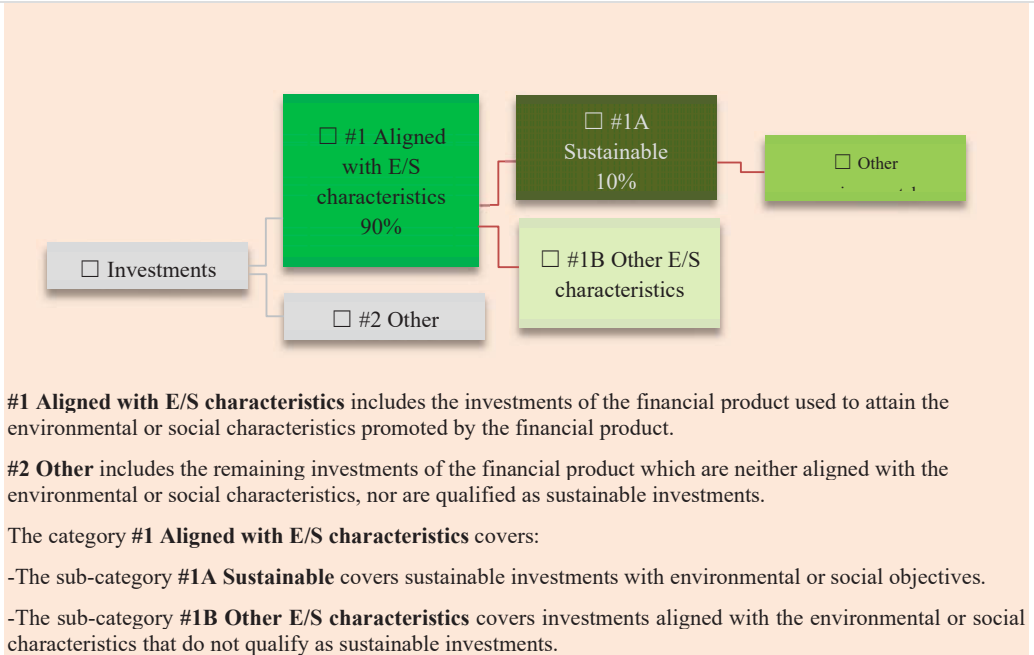 ☐ #1 Aligned
with E/S
characteristics
90%
☐ #1A
Sustainable
10%
☐ Other
☐ Investments
☐ #1B Other E/S
characteristics
☐ #2 Other
#1 Aligned with E/S characteristics includes the investments of the financial product used to attain the
environmental or social characteristics promoted by the financial product.
#2 Other includes the remaining investments of the financial product which are neither aligned with the
environmental or social characteristics, nor are qualified as sustainable investments.
The category #1 Aligned with E/S characteristics covers:
-The sub-category #1A Sustainable covers sustainable investments with environmental or social objectives.
-The sub-category #1B Other E/S characteristics covers investments aligned with the environmental or social
characteristics that do not qualify as sustainable investments.